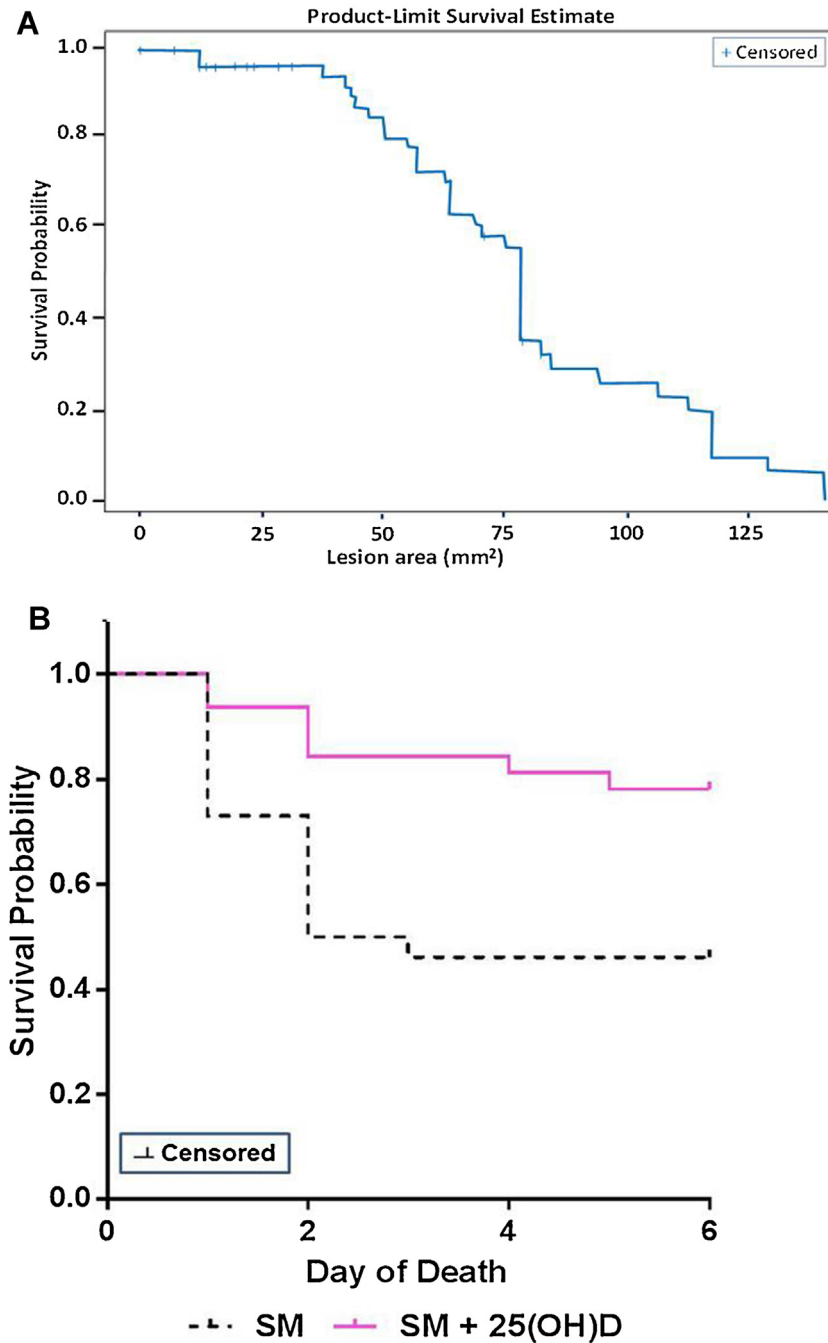 A
Product-Limit Survival Estimate
+ Censored
Survival Probability
1.0
0.8
0.6
0.4
0.2
0.0
0 25 50 75 100 125
Lesion area (mm²)
B
Survival Probability
1.0
0.8
0.6
0.4
0.2
0.0
Censored
0 2 4 6
Day of Death
SM SM + 25(OH)D